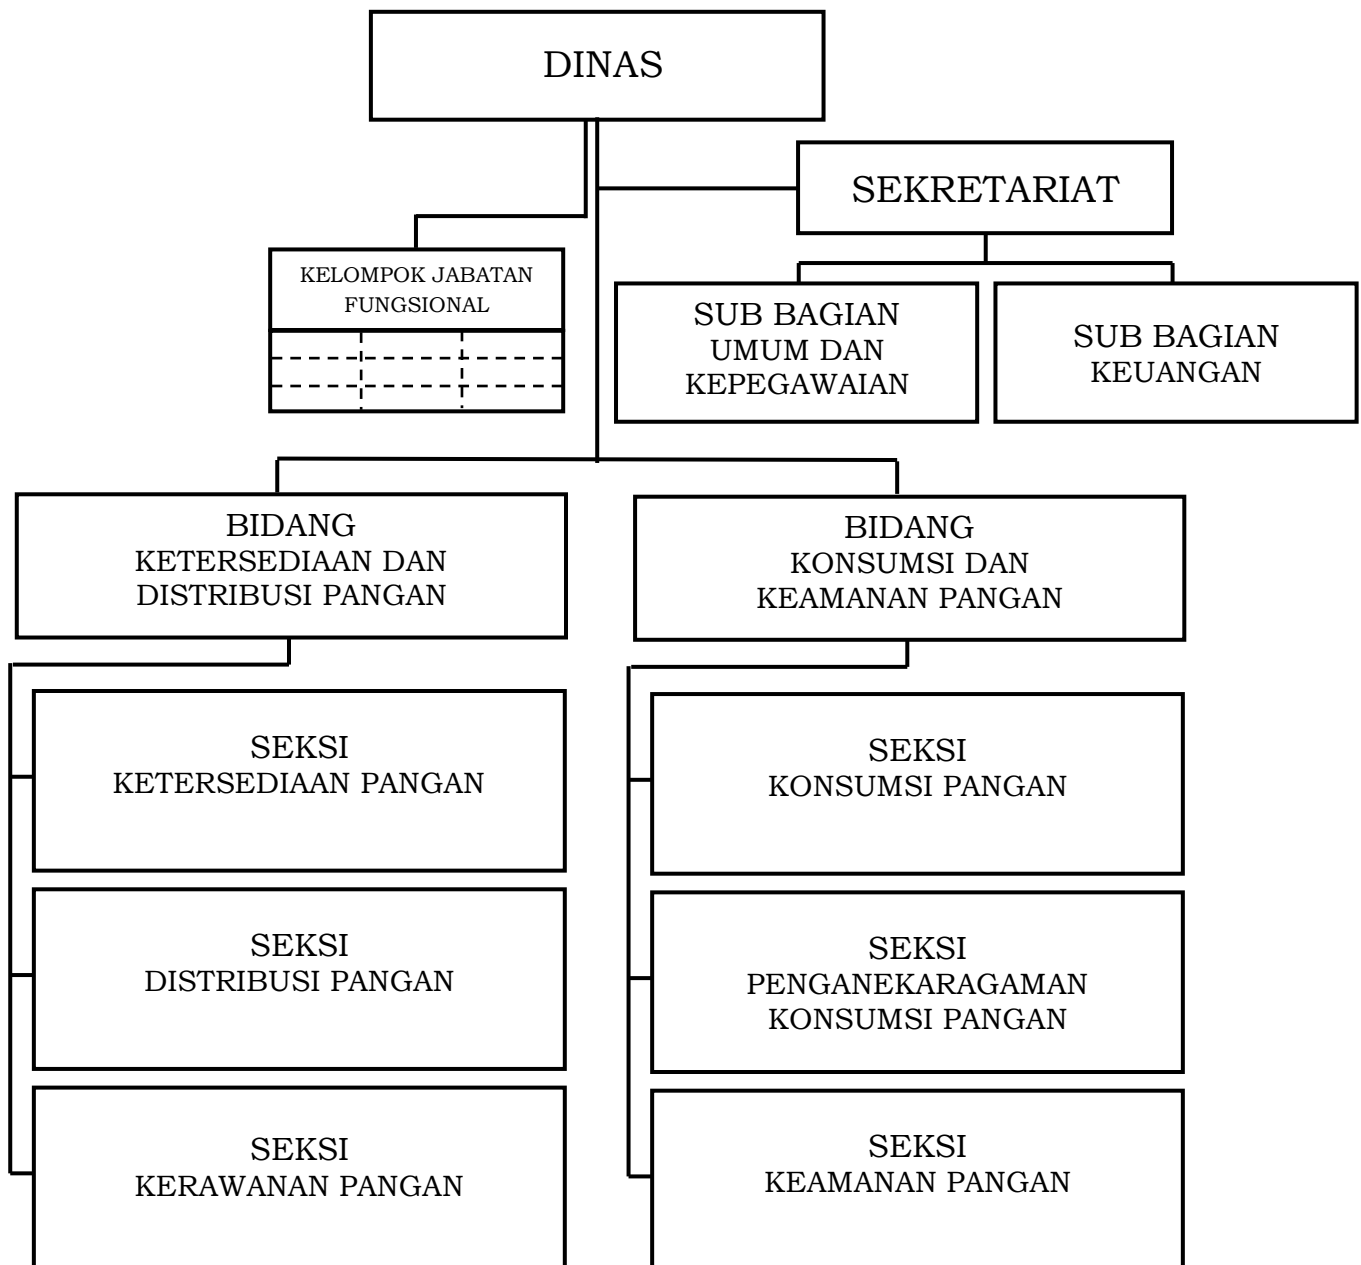 DINAS
SEKRETARIAT
KELOMPOK JABATAN
FUNGSIONAL
SUB BAGIAN
UMUM DAN
KEPEGAWAIAN
SUB BAGIAN
KEUANGAN
BIDANG
KETERSEDIAAN DAN
DISTRIBUSI PANGAN
BIDANG
KONSUMSI DAN
KEAMANAN PANGAN
SEKSI
KETERSEDIAAN PANGAN
SEKSI
DISTRIBUSI PANGAN
SEKSI
KERAWANAN PANGAN
SEKSI
KONSUMSI PANGAN
SEKSI
PENGANEKARAGAMAN
KONSUMSI PANGAN
SEKSI
KEAMANAN PANGAN